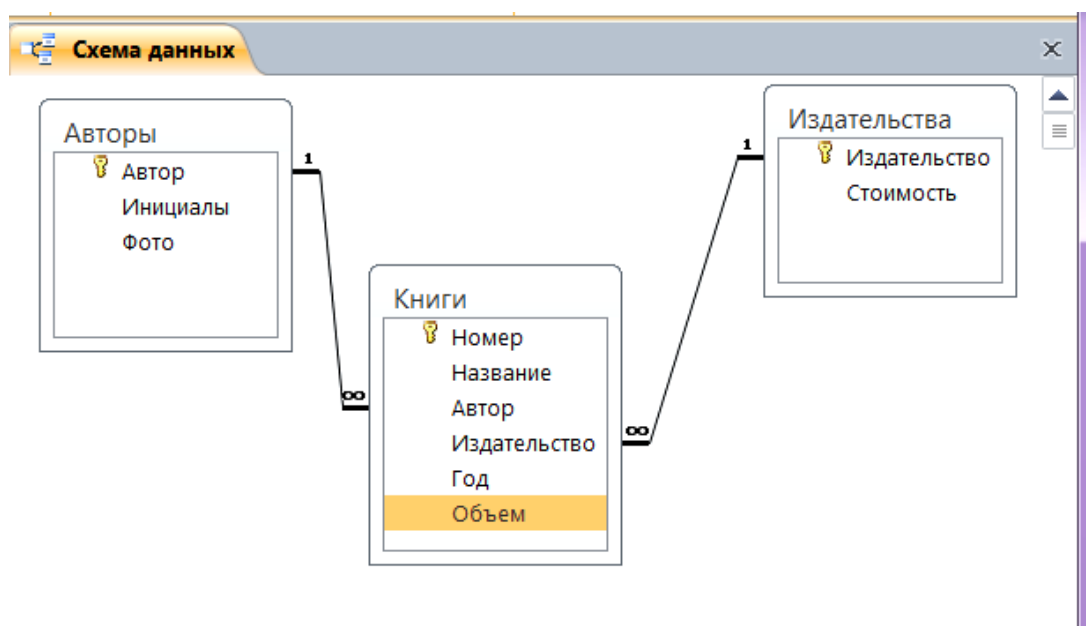 Схема данных
Авторы
Автор
Инициалы
Фото
1
∞
Книги
Номер
Название
Автор
Издательство
Год
Объем
∞
1
Издательства
Издательство
Стоимость